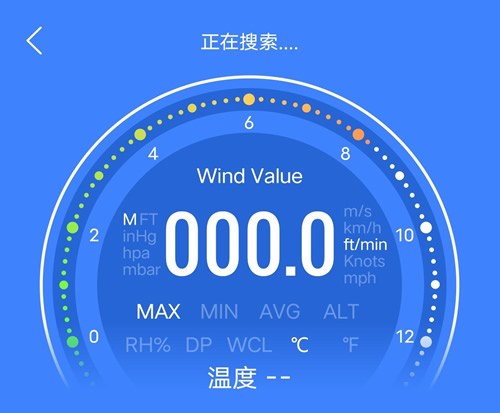 正在搜索....
6
4 8
Wind Value
M FT
inHg
hpa
mbar
000.0
m/s
km/h
ft/min
Knots
mph
2 10
MAX MIN AVG ALT
0 12
RH% DP WCL ℃ ℉
温度 --